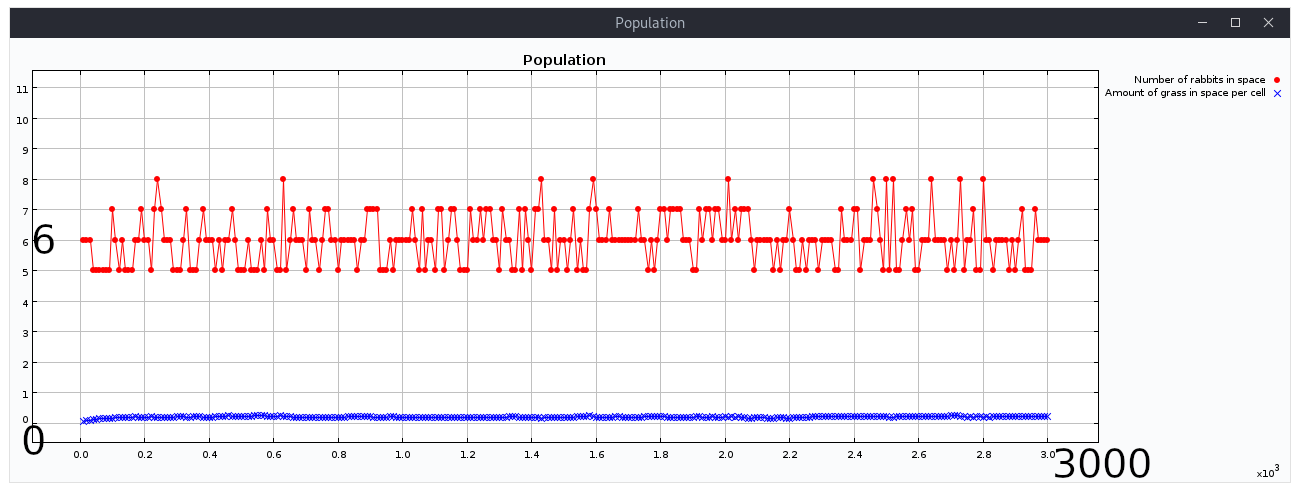 Population
Population
Number of rabbits in space
Amount of grass in space per cell
11
10
9
8
7
6
6
5
4
3
2
1
0
0
0.0 0.2 0.4 0.6 0.8 1.0 1.2 1.4 1.6 1.8 2.0 2.2 2.4 2.6 2.8 3.0
3000
x10³